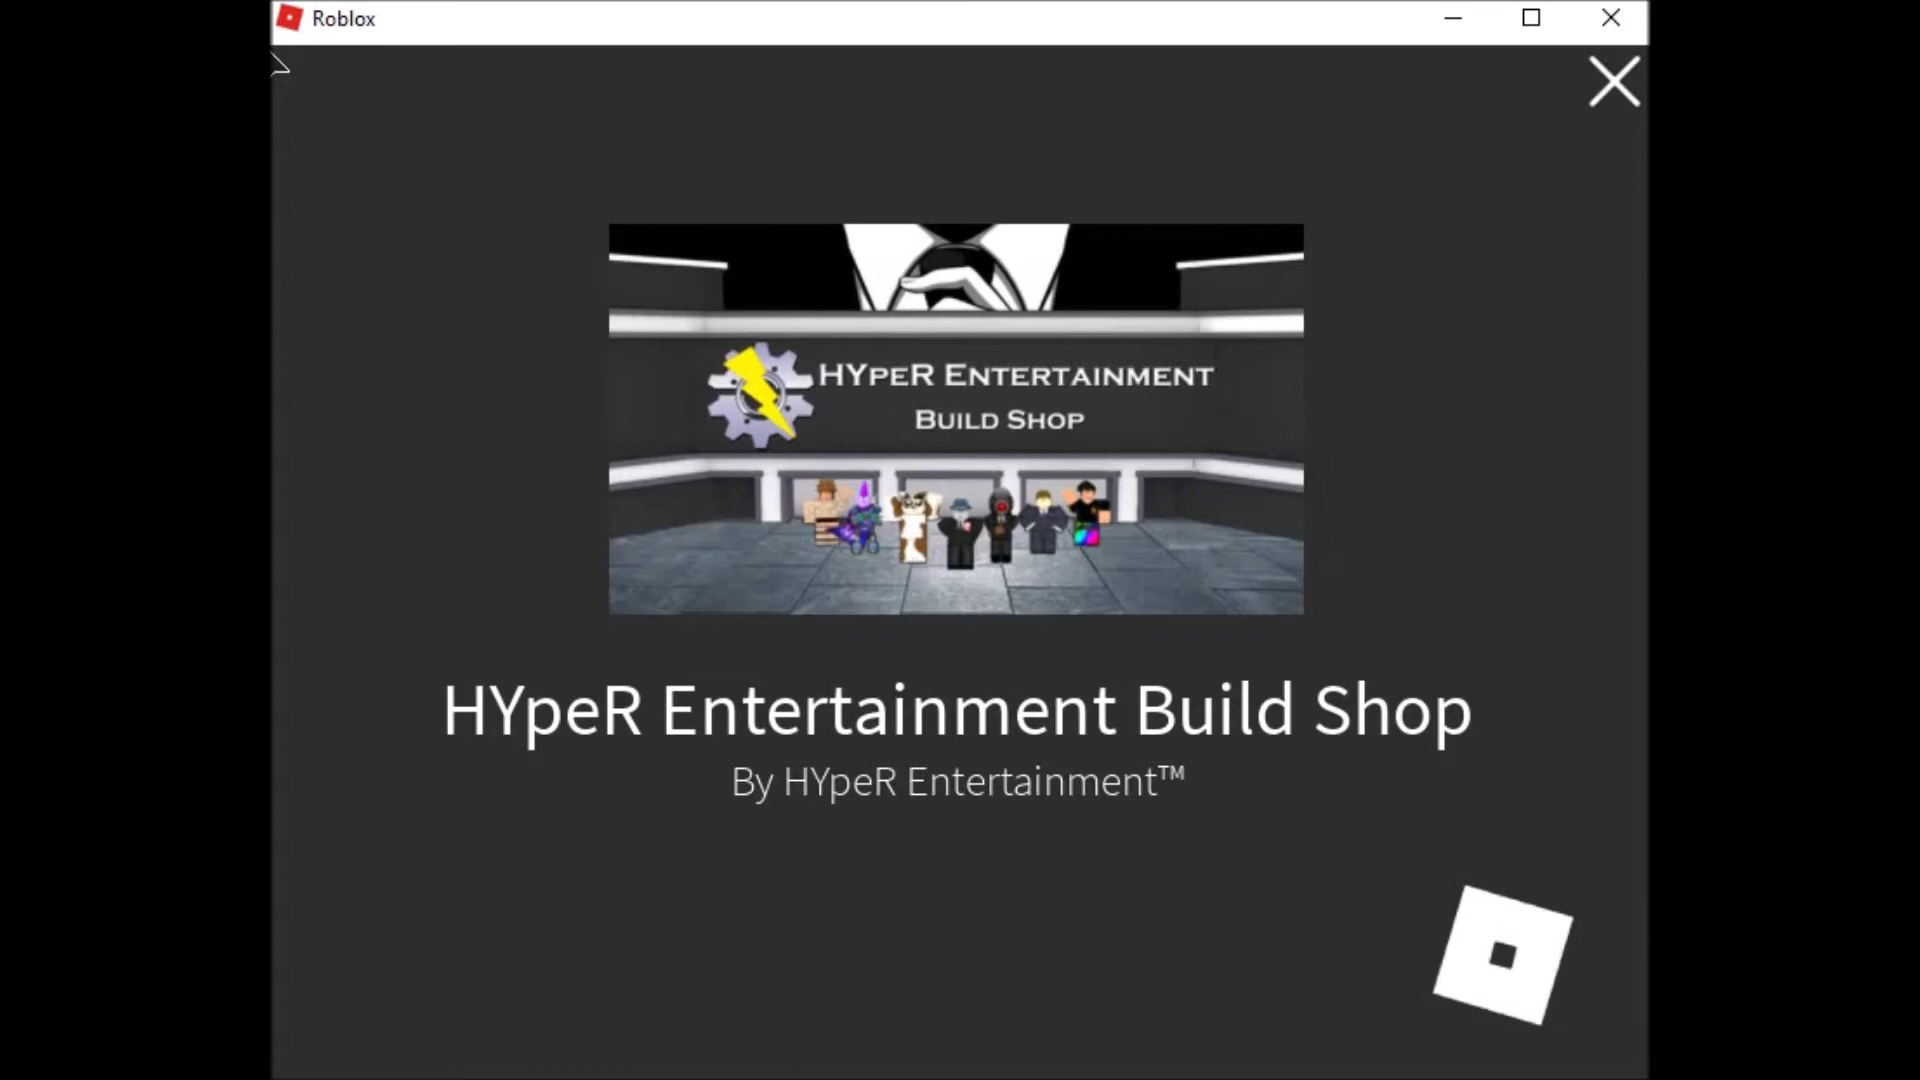 Roblox
HYpeR Entertainment
Build Shop
HYpeR Entertainment Build Shop
By HYpeR Entertainment™